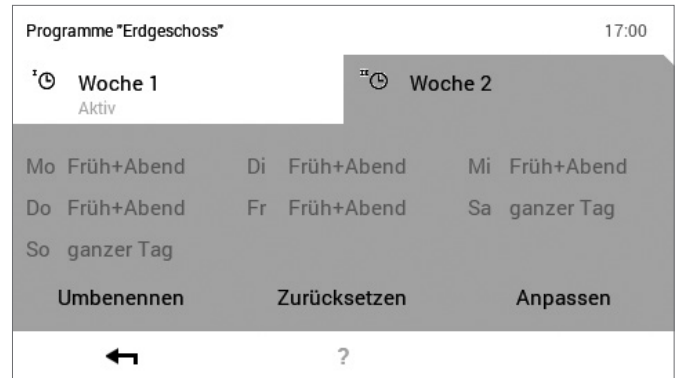 Programme "Erdgeschoss" 17:00
I Woche 1 II Woche 2
Aktiv
Mo Früh+Abend Di Früh+Abend Mi Früh+Abend
Do Früh+Abend Fr Früh+Abend Sa ganzer Tag
So ganzer Tag
Umbenennen Zurücksetzen Anpassen
?